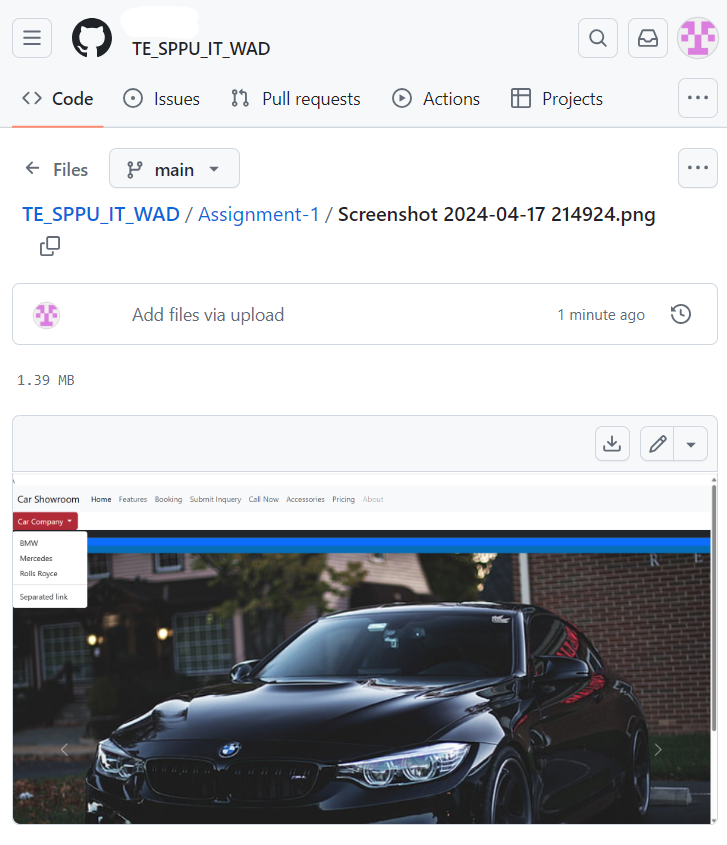 TE_SPPU_IT_WAD
Code Issues Pull requests Actions Projects
Files main
TE_SPPU_IT_WAD / Assignment-1 / Screenshot 2024-04-17 214924.png
Add files via upload 1 minute ago
1.39 MB
\
Car Showroom Home Features Booking Submit Inquery Call Now Accessories Pricing About
Car Company
BMW
Mercedes
Rolls Royce
Separated link
R E